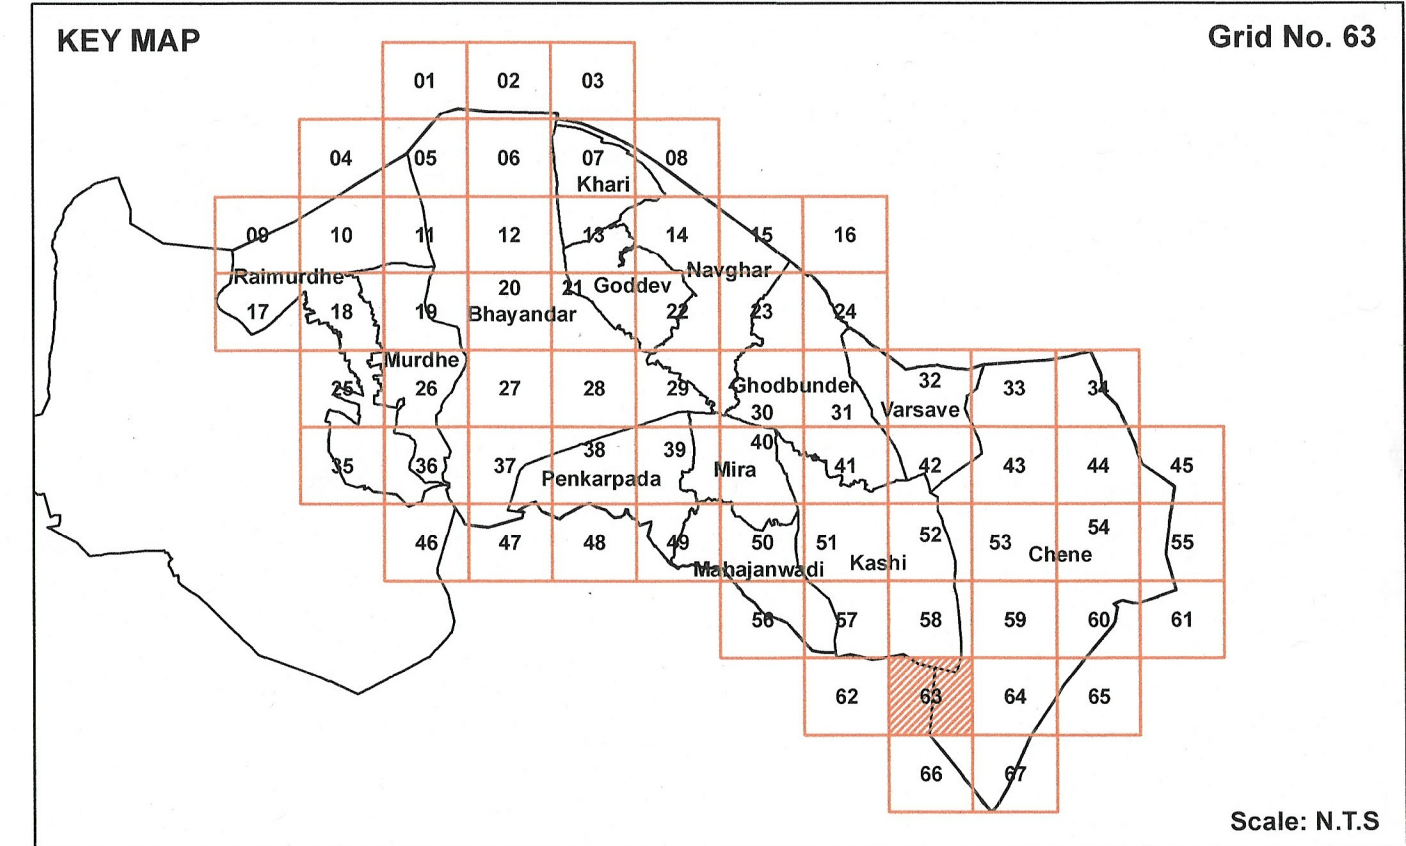 KEY MAP
Grid No. 63
01 02 03
04 05 06 07 08
Khari
09 10 11 12 13 14 15 16
Raimurdhe Navghar
Goddev
17 18 19 20 21 22 23 24
Bhayandar
Murdhe
25 26 27 28 29 30 31 32 33 34
Ghodbunder
Varsave
35 36 37 38 39 40 41 42 43 44 45
Penkarpada Mira
46 47 48 49 50 51 52 53 54 55
Mahajanwadi Kashi Chene
56 57 58 59 60 61
62 63 64 65
66 67
Scale: N.T.S